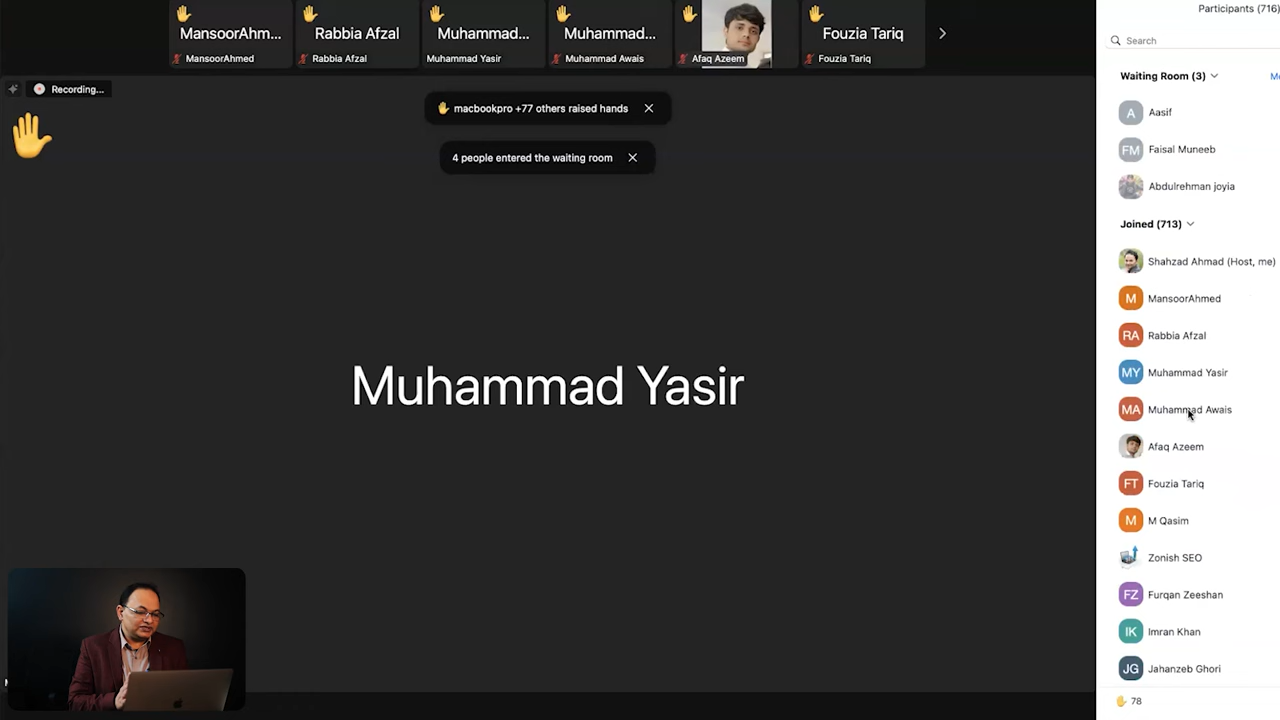 MansoorAhm...
Rabbia Afzal
Muhammad...
Muhammad...
Fouzia Tariq
MansoorAhmed
Rabbia Afzal
Muhammad Yasir
Muhammad Awais
Afaq Azeem
Fouzia Tariq
Recording...
macbookpro +77 others raised hands
4 people entered the waiting room
Muhammad Yasir
Participants (716)
Search
Waiting Room (3)
A Aasif
FM Faisal Muneeb
Abdulrehman joyia
Joined (713)
Shahzad Ahmad (Host, me)
M MansoorAhmed
RA Rabbia Afzal
MY Muhammad Yasir
MA Muhammad Awais
Afaq Azeem
FT Fouzia Tariq
M M Qasim
Zonish SEO
FZ Furqan Zeeshan
IK Imran Khan
JG Jahanzeb Ghori
78